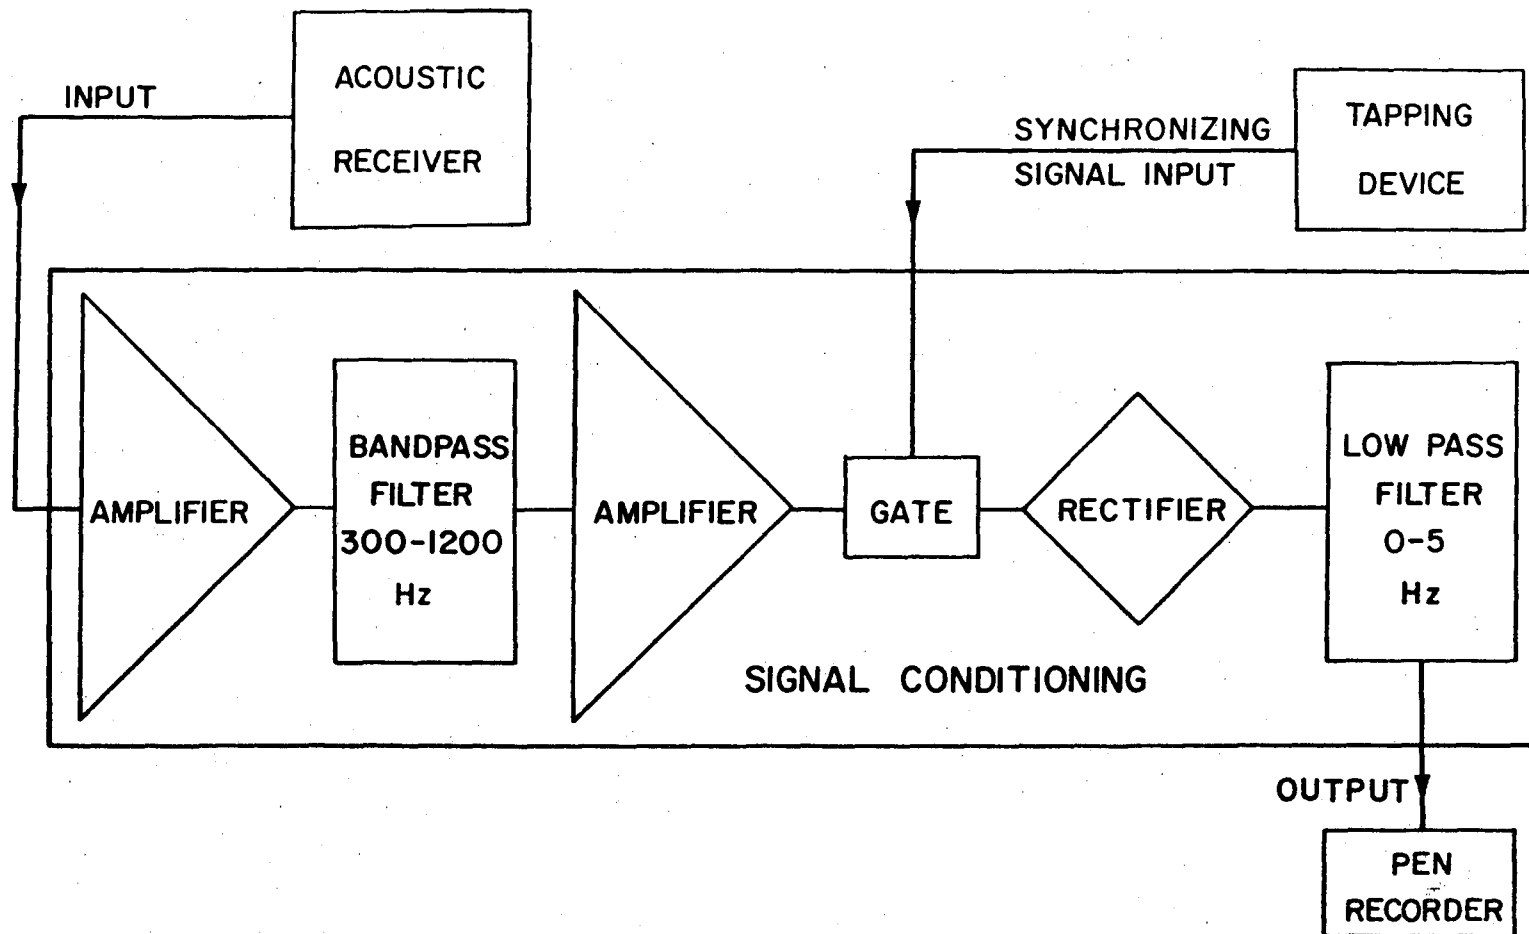 INPUT
ACOUSTIC
RECEIVER
SYNCHRONIZING
SIGNAL INPUT
TAPPING
DEVICE
AMPLIFIER
BANDPASS
FILTER
300-1200
Hz
AMPLIFIER
GATE
RECTIFIER
LOW PASS
FILTER
0-5
Hz
SIGNAL CONDITIONING
OUTPUT
PEN
RECORDER